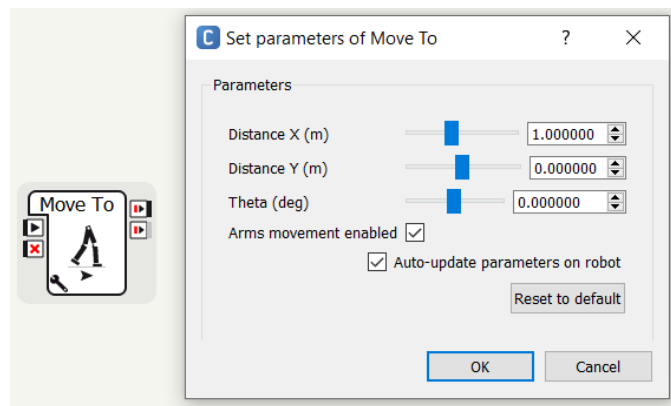 C Set parameters of Move To ? ×
Parameters
Distance X (m) 1.000000
Distance Y (m) 0.000000
Theta (deg) 0.000000
Arms movement enabled
Auto-update parameters on robot
Reset to default
OK Cancel
Move To